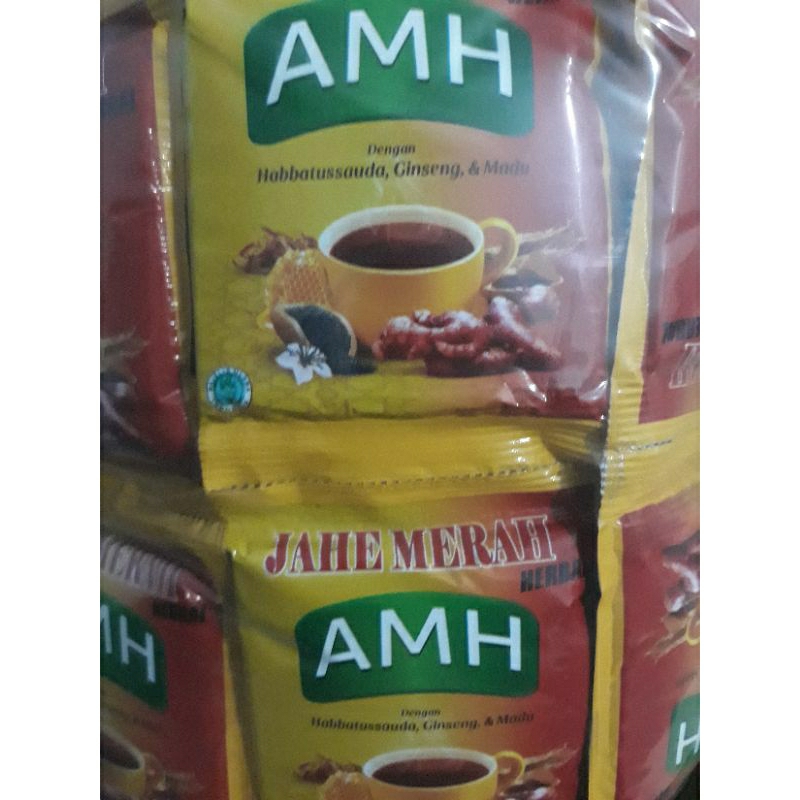 AMH
Dengan
Habbatussauda, Ginseng, & Madu
JAHE MERAH
HERBAL
AMH
Dengan
Habbatussauda, Ginseng, & Madu